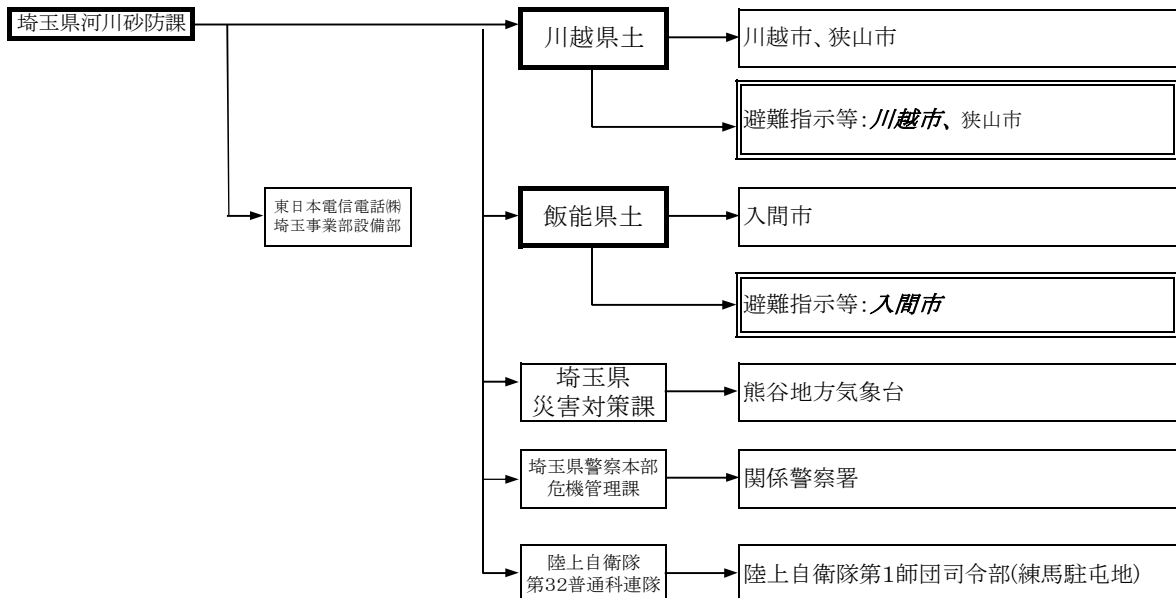 埼玉県河川砂防課
川越県土
川越市、狭山市
避難指示等:川越市、狭山市
東日本電信電話㈱
埼玉事業部設備部
飯能県土
入間市
避難指示等:入間市
埼玉県
災害対策課
熊谷地方気象台
埼玉県警察本部
危機管理課
関係警察署
陸上自衛隊
第32普通科連隊
陸上自衛隊第1師団司令部(練馬駐屯地)